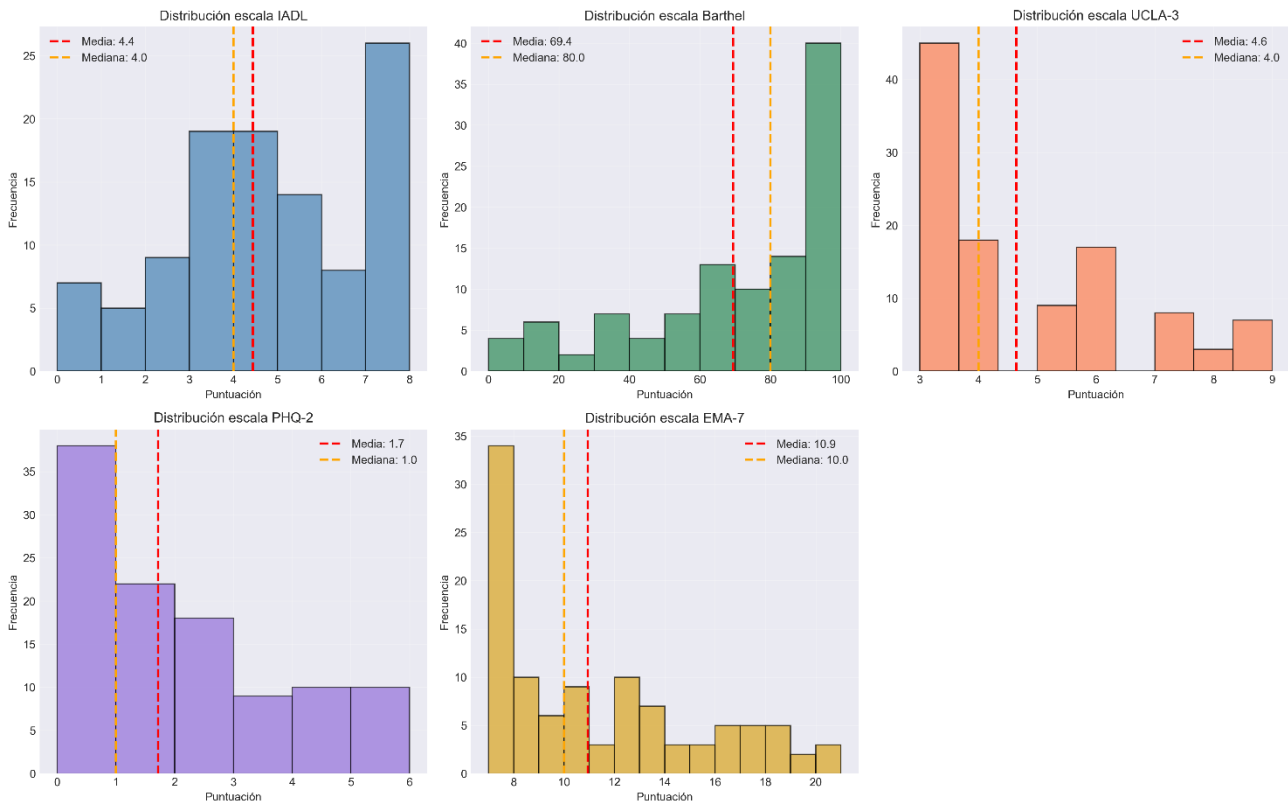 Distribución escala IADL
Media: 4.4
Mediana: 4.0
Frecuencia
25
20
15
10
5
0
0 1 2 3 4 5 6 7 8
Puntuación
Distribución escala Barthel
Media: 69.4
Mediana: 80.0
Frecuencia
40
35
30
25
20
15
10
5
0
0 20 40 60 80 100
Puntuación
Distribución escala UCLA-3
Media: 4.6
Mediana: 4.0
Frecuencia
40
30
20
10
0
3 4 5 6 7 8 9
Puntuación
Distribución escala PHQ-2
Media: 1.7
Mediana: 1.0
Frecuencia
35
30
25
20
15
10
5
0
0 1 2 3 4 5 6
Puntuación
Distribución escala EMA-7
Media: 10.9
Mediana: 10.0
Frecuencia
35
30
25
20
15
10
5
0
8 10 12 14 16 18 20
Puntuación